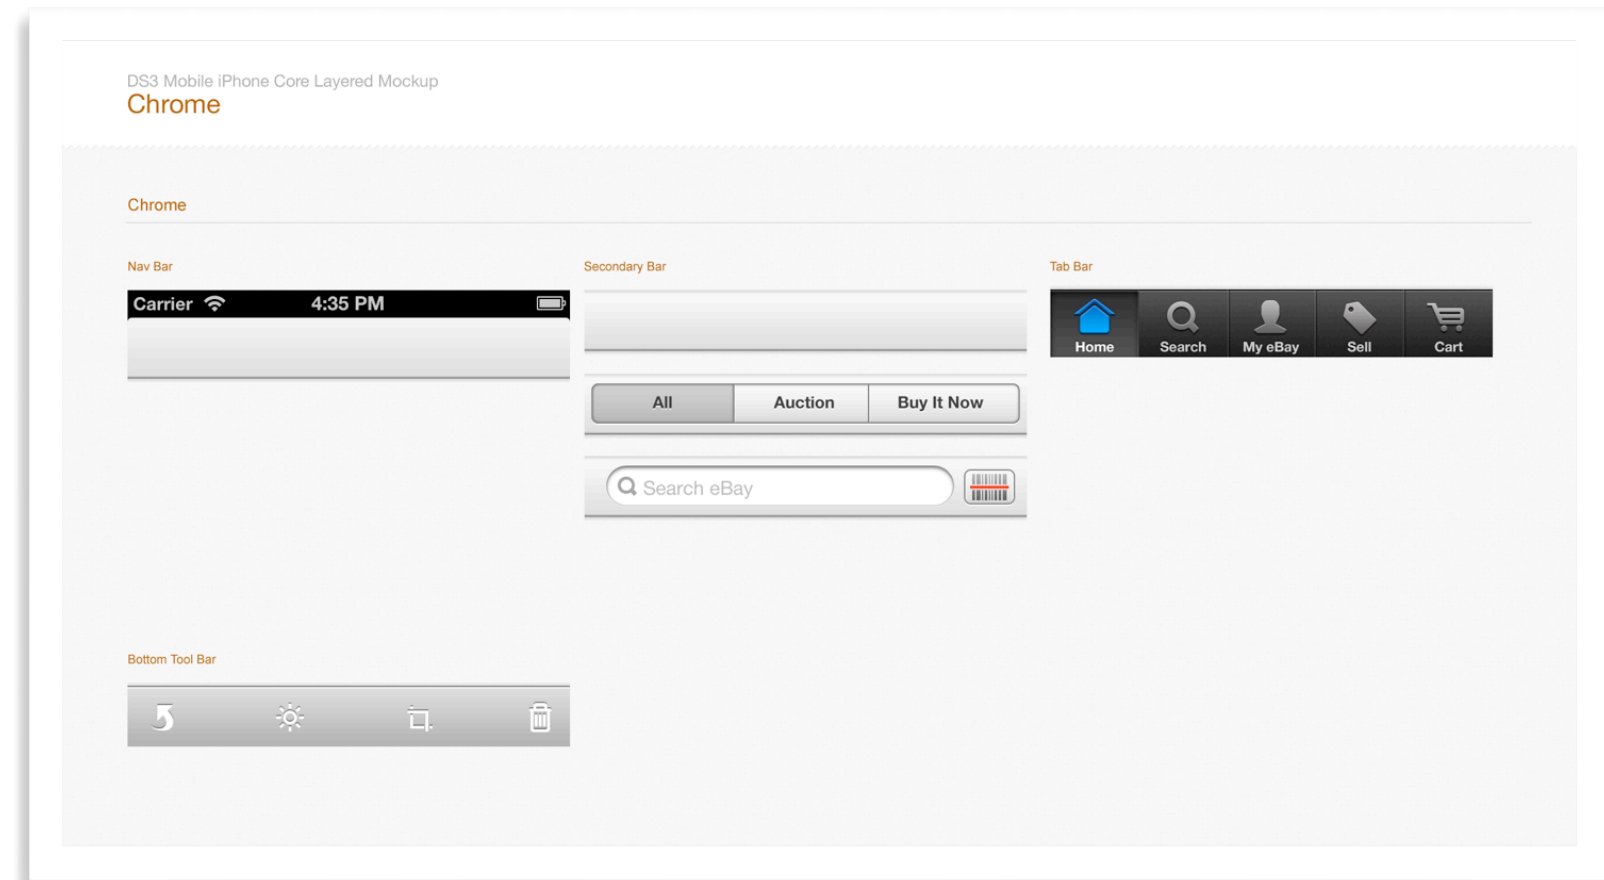 DS3 Mobile iPhone Core Layered Mockup
Chrome
Chrome
Nav Bar
Secondary Bar
Tab Bar
Carrier 4:35 PM
Home Search My eBay Sell Cart
All Auction Buy It Now
Search eBay
Bottom Tool Bar